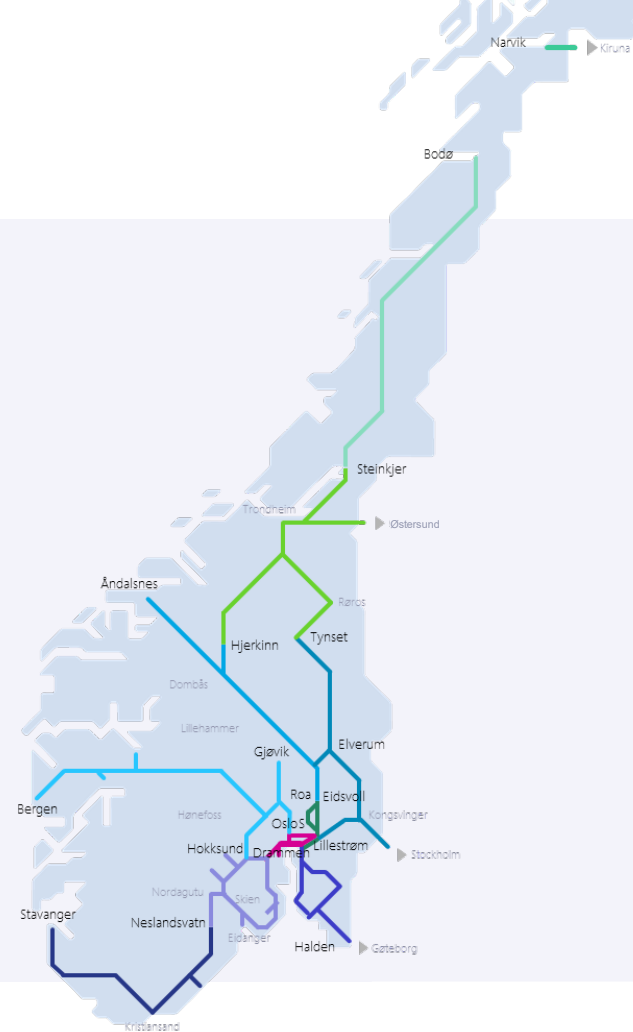 Narvik
Kiruna
Bodø
Steinkjer
Trondheim
Østersund
Åndalsnes
Røros
Hjerkinn
Tynset
Dombås
Lillehammer
Elverum
Gjøvik
Roa
Eidsvoll
Bergen
Hønefoss
Kongsvinger
OsloS
Hokksund
Drammen
Lillestrøm
Stockholm
Nordagutu
Skien
Stavanger
Neslandsvatn
Eidanger
Halden
Gøteborg
Kristiansand